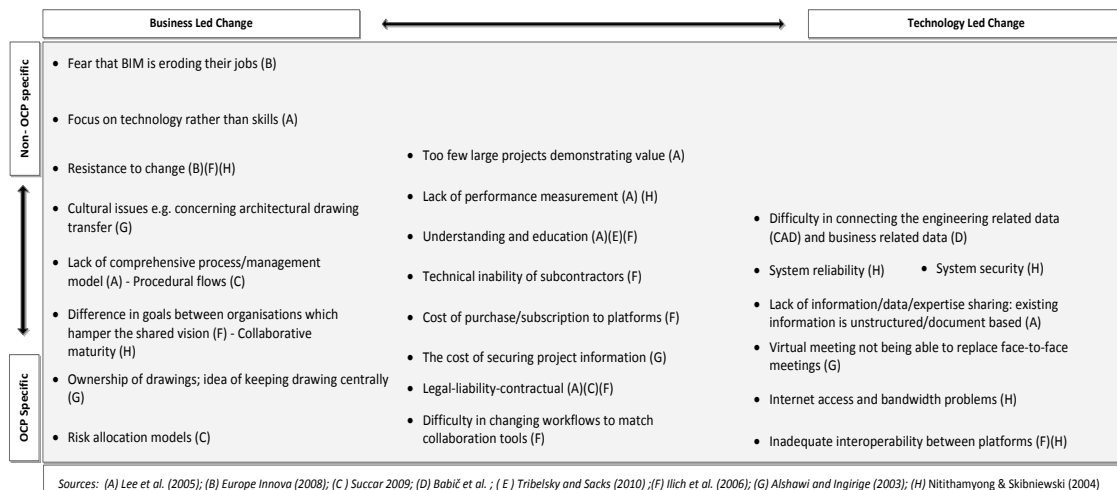 Business Led Change
Technology Led Change
Non- OCP specific
OCP Specific
• Fear that BIM is eroding their jobs (B)
• Focus on technology rather than skills (A)
• Resistance to change (B)(F)(H)
• Cultural issues e.g. concerning architectural drawing
transfer (G)
• Lack of comprehensive process/management
model (A) - Procedural flows (C)
• Difference in goals between organisations which
hamper the shared vision (F) - Collaborative
maturity (H)
• Ownership of drawings; idea of keeping drawing centrally
(G)
• Risk allocation models (C)
• Too few large projects demonstrating value (A)
• Lack of performance measurement (A) (H)
• Understanding and education (A)(E)(F)
• Technical inability of subcontractors (F)
• Cost of purchase/subscription to platforms (F)
• The cost of securing project information (G)
• Legal-liability-contractual (A)(C)(F)
• Difficulty in changing workflows to match
collaboration tools (F)
• Difficulty in connecting the engineering related data
(CAD) and business related data (D)
• System reliability (H) • System security (H)
• Lack of information/data/expertise sharing: existing
information is unstructured/document based (A)
• Virtual meeting not being able to replace face-to-face
meetings (G)
• Internet access and bandwidth problems (H)
• Inadequate interoperability between platforms (F)(H)
Sources: (A) Lee et al. (2005); (B) Europe Innova (2008); (C ) Succar 2009; (D) Babič et al. ; ( E ) Tribelsky and Sacks (2010) ;(F) Ilich et al. (2006); (G) Alshawi and Ingirige (2003); (H) Nitithamyong & Skibniewski (2004)